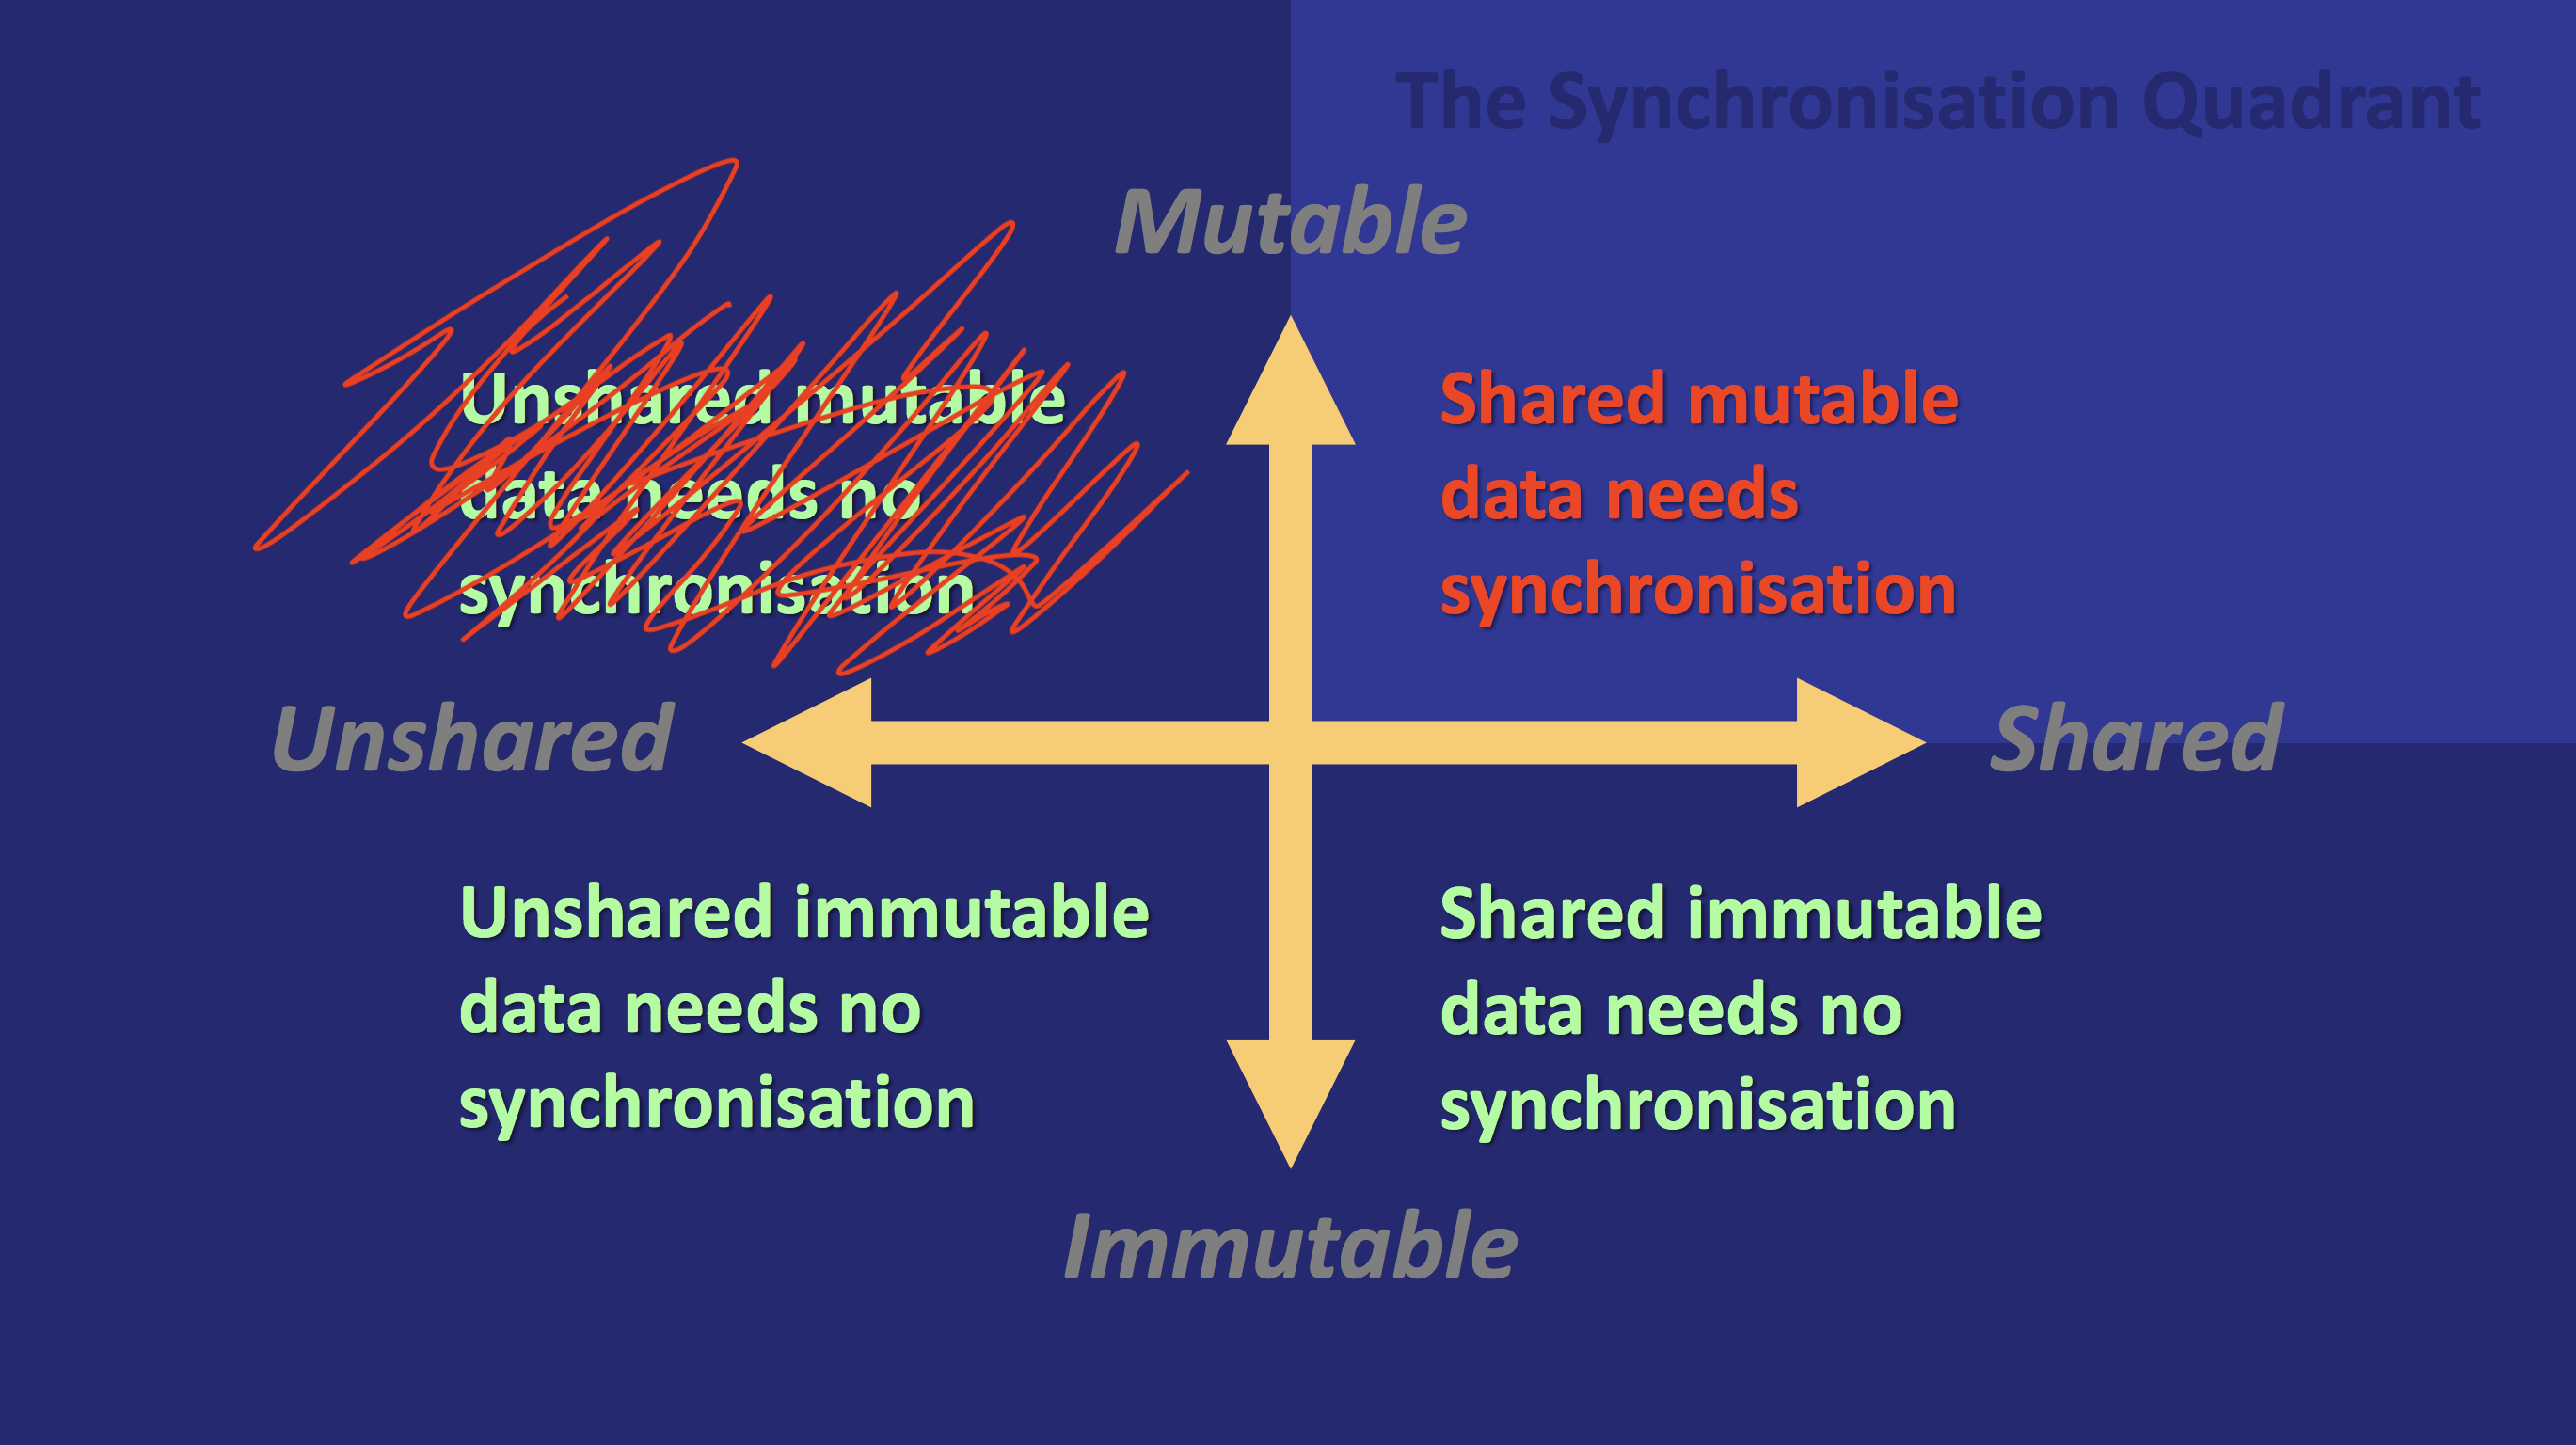 The Synchronisation Quadrant
Mutable
Unshared mutable
data needs no
synchronisation
Shared mutable
data needs
synchronisation
Unshared
Shared
Unshared immutable
data needs no
synchronisation
Shared immutable
data needs no
synchronisation
Immutable